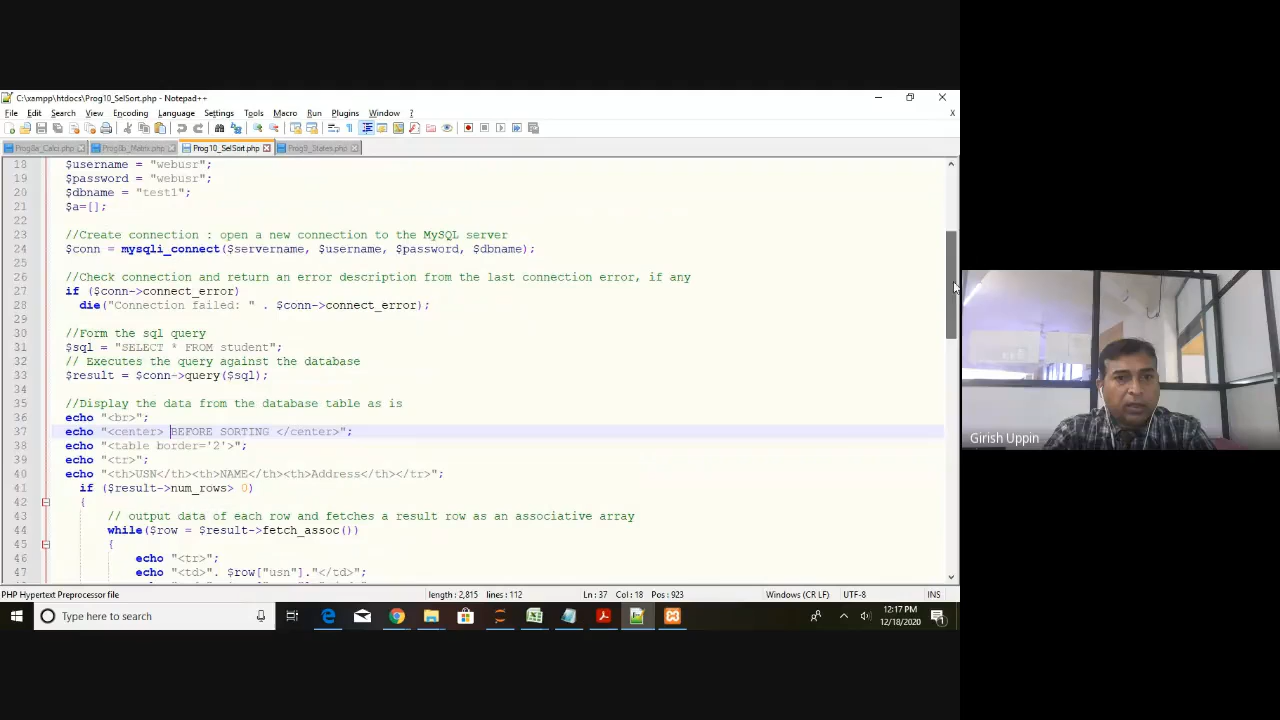 C:\xampp\htdocs\Prog10_SelSort.php - Notepad++
File Edit Search View Encoding Language Settings Tools Macro Run Plugins Window ?
X
Prog8a_Calci.php Prog8b_Matrix.php Prog10_SelSort.php Prog9_States.php
18 $username = "webusr";
19 $password = "webusr";
20 $dbname = "test1";
21 $a=[];
22
23 //Create connection : open a new connection to the MySQL server
24 $conn = mysqli_connect($servername, $username, $password, $dbname);
25
26 //Check connection and return an error description from the last connection error, if any
27 if ($conn->connect_error)
28 die("Connection failed: " . $conn->connect_error);
29
30 //Form the sql query
31 $sql = "SELECT * FROM student";
32 // Executes the query against the database
33 $result = $conn->query($sql);
34
35 //Display the data from the database table as is
36 echo "<br>";
37 echo "<center> BEFORE SORTING </center>";
38 echo "<table border='2'>";
39 echo "<tr>";
40 echo "<th>USN</th><th>NAME</th><th>Address</th></tr>";
41 if ($result->num_rows> 0)
42 {
43 // output data of each row and fetches a result row as an associative array
44 while($row = $result->fetch_assoc())
45 {
46 echo "<tr>";
47 echo "<td>". $row["usn"]."</td>";
PHP Hypertext Preprocessor file length : 2,815 lines : 112 Ln : 37 Col : 18 Pos : 923 Windows (CR LF) UTF-8 INS
Type here to search
12:17 PM
12/18/2020
Girish Uppin